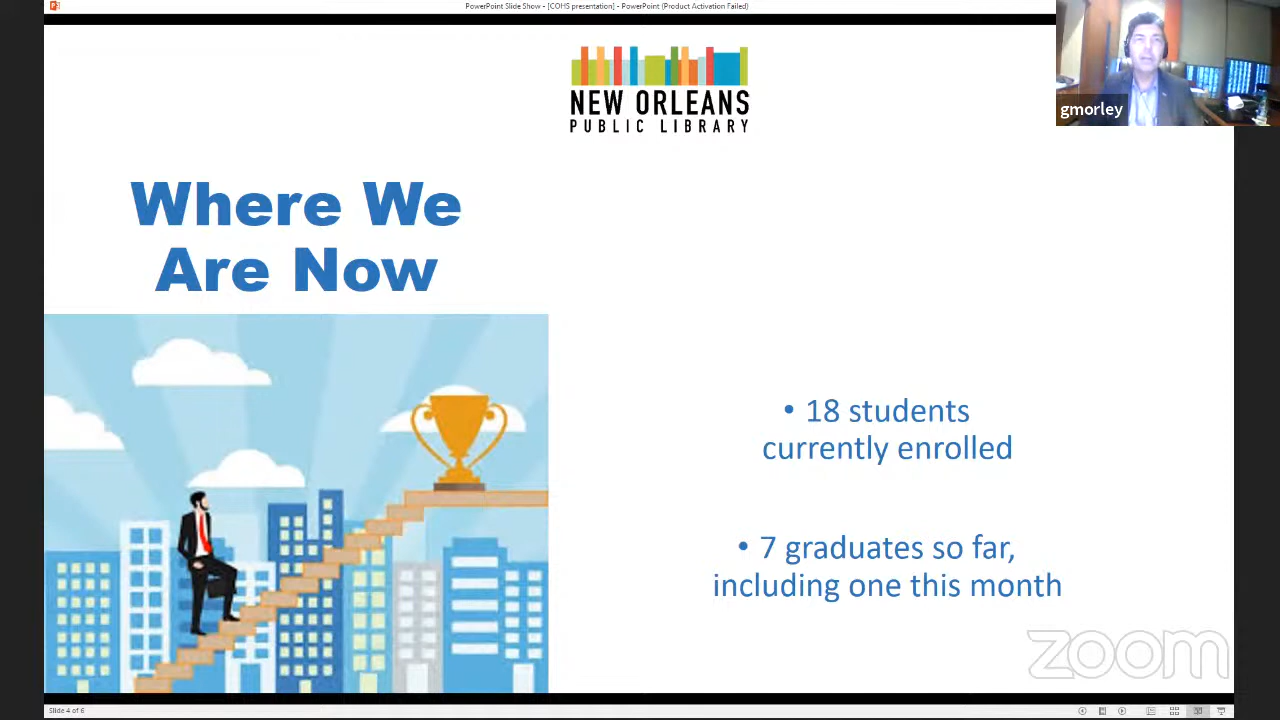 PowerPoint Slide Show - [COHS presentation] - PowerPoint (Product Activation Failed)
gmorley
NEW ORLEANS
PUBLIC LIBRARY
Where We
Are Now
• 18 students
currently enrolled
• 7 graduates so far,
including one this month
zoom
Slide 4 of 6